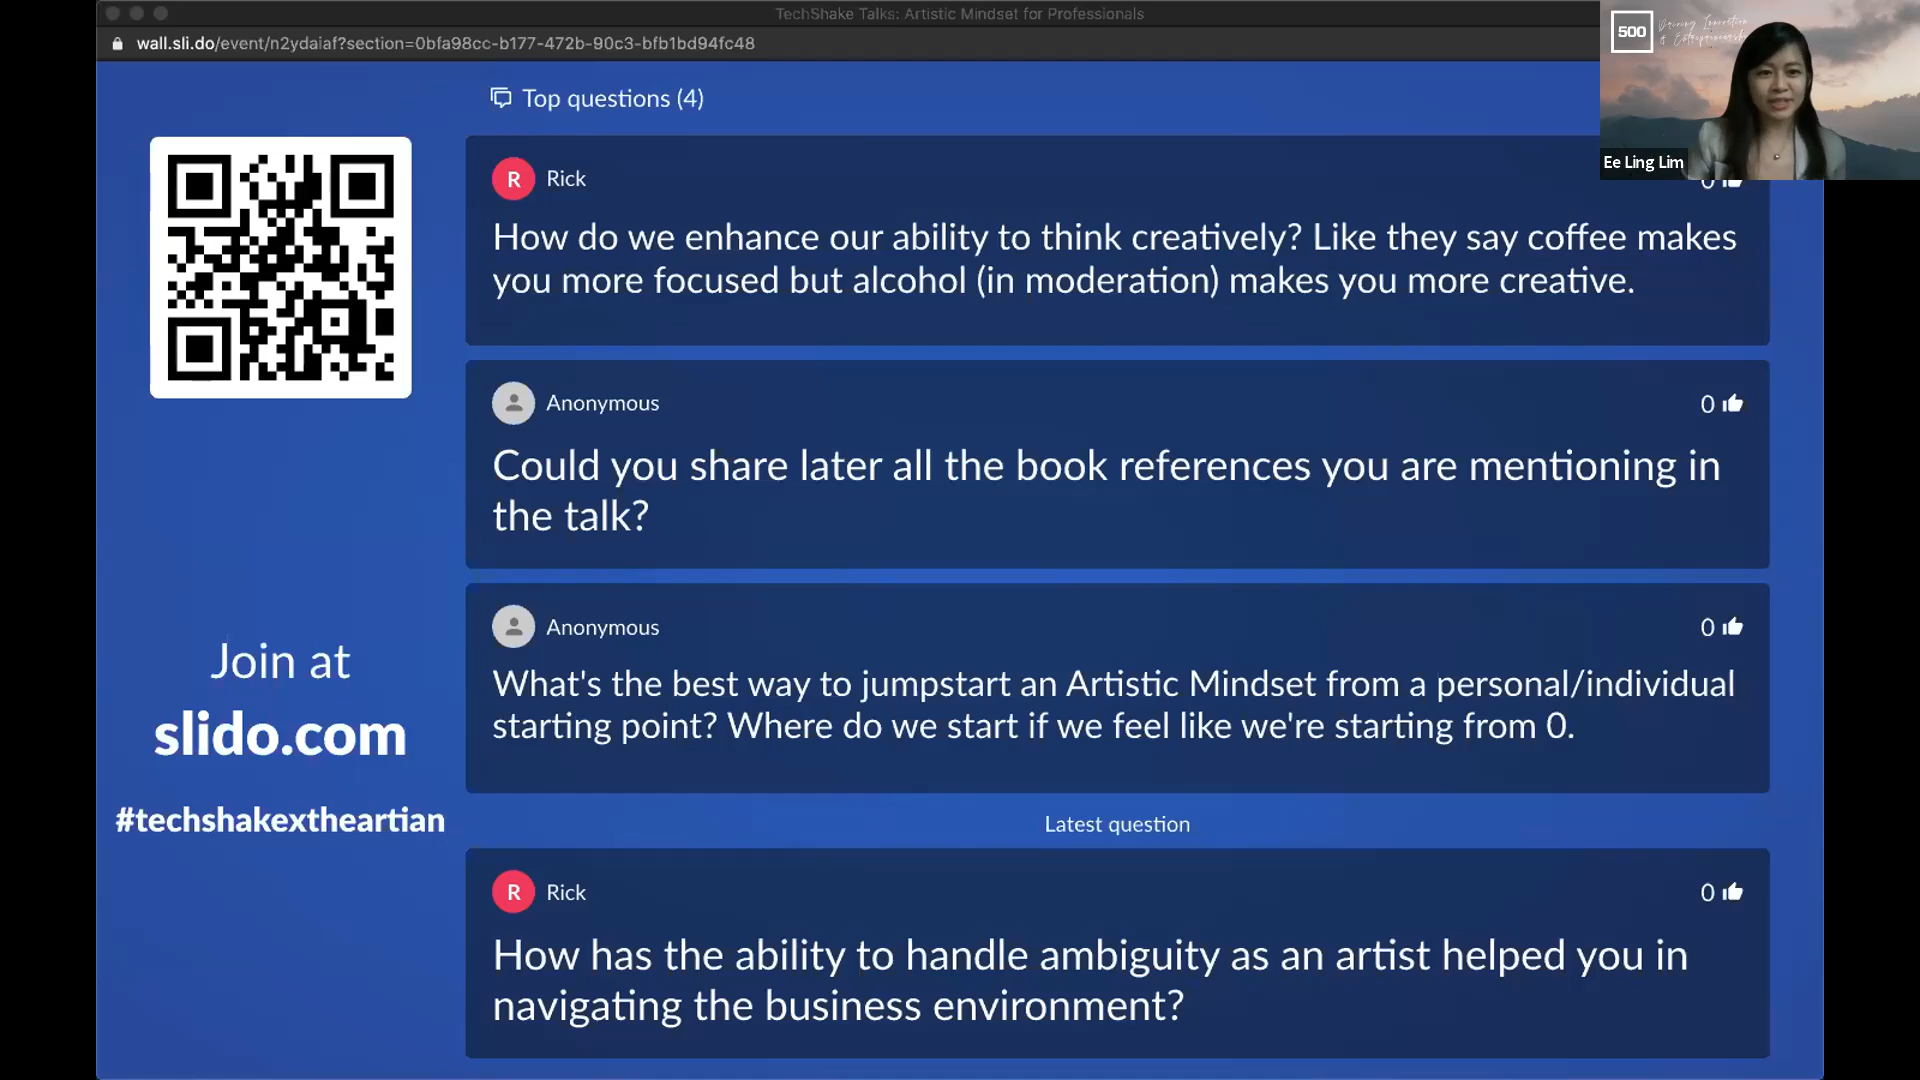 TechShake Talks: Artistic Mindset for Professionals
wall.sli.do/event/n2ydaiaf?section=0bfa98cc-b177-472b-90c3-bfb1bd94fc48
500
Driving Innovation
& Entrepreneurship
Ee Ling Lim
Top questions (4)
R
Rick
0
How do we enhance our ability to think creatively? Like they say coffee makes
you more focused but alcohol (in moderation) makes you more creative.
Anonymous
0
Could you share later all the book references you are mentioning in
the talk?
Anonymous
0
What's the best way to jumpstart an Artistic Mindset from a personal/individual
starting point? Where do we start if we feel like we're starting from 0.
Join at
slido.com
#techshakextheartian
Latest question
R
Rick
0
How has the ability to handle ambiguity as an artist helped you in
navigating the business environment?